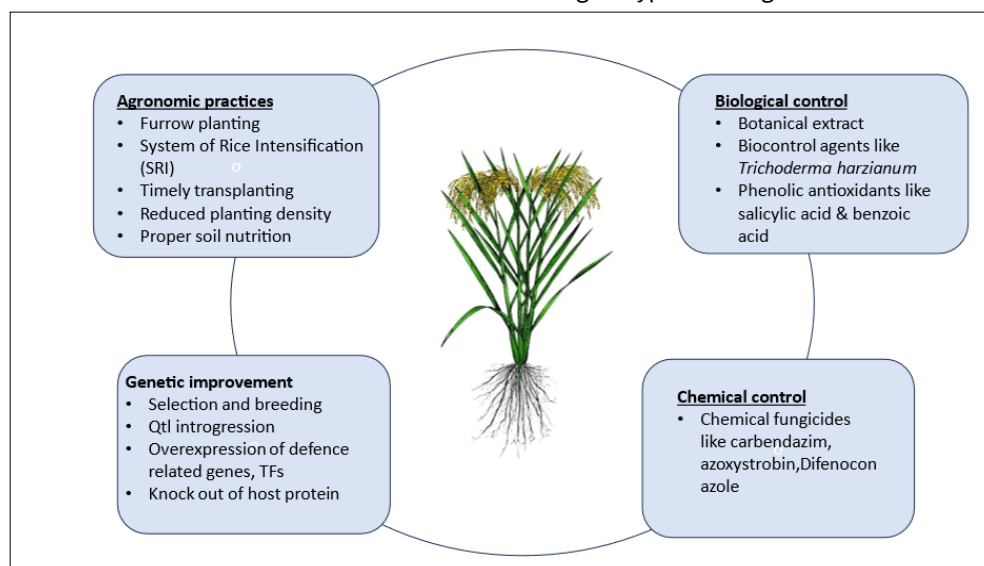 Agronomic practices
• Furrow planting
• System of Rice Intensification
(SRI)
• Timely transplanting
• Reduced planting density
• Proper soil nutrition
Biological control
• Botanical extract
• Biocontrol agents like
Trichoderma harzianum
• Phenolic antioxidants like
salicylic acid & benzoic
acid
Genetic improvement
• Selection and breeding
• Qtl introgression
• Overexpression of defence
related genes, TFs
• Knock out of host protein
Chemical control
• Chemical fungicides
like carbendazim,
azoxystrobin,Difenocon
azole